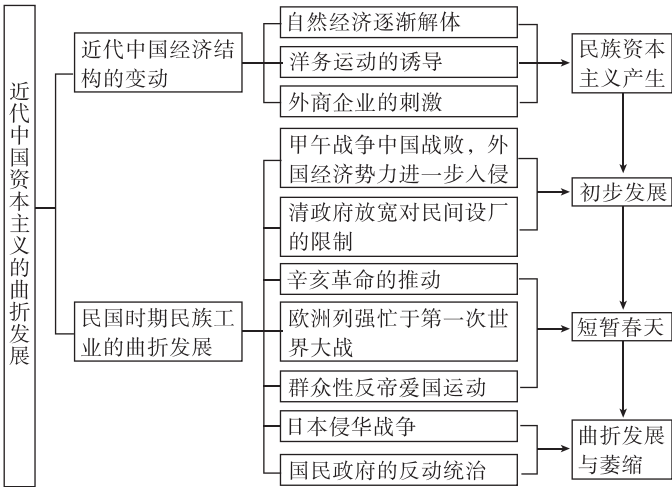 近代中国资本主义的曲折发展
近代中国经济结
构的变动
自然经济逐渐解体
洋务运动的诱导
外商企业的刺激
民族资本
主义产生
甲午战争中国战败，外
国经济势力进一步入侵
清政府放宽对民间设厂
的限制
初步发展
民国时期民族工
业的曲折发展
辛亥革命的推动
欧洲列强忙于第一次世
界大战
群众性反帝爱国运动
短暂春天
日本侵华战争
国民政府的反动统治
曲折发展
与萎缩